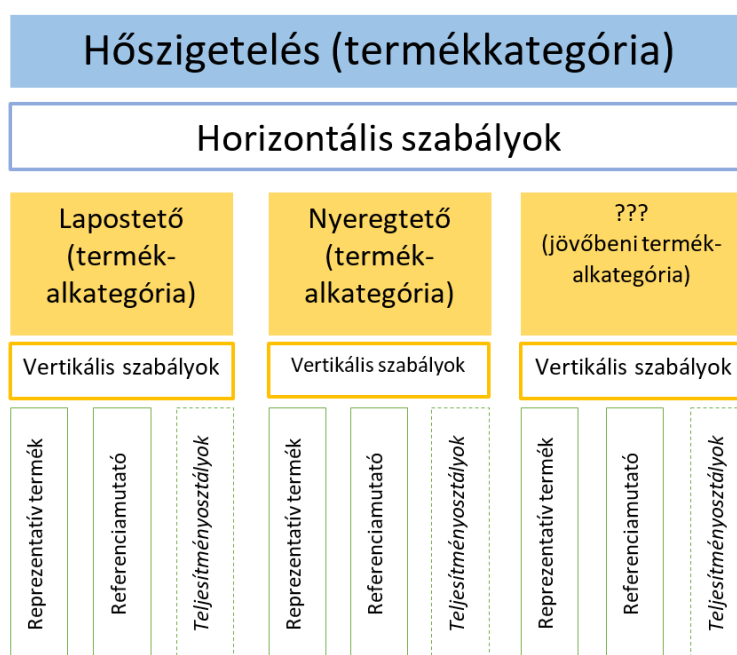 Hőszigetelés (termékkategória)
Horizontális szabályok
Lapostető
(termék-
alkategória)
Nyeregtető
(termék-
alkategória)
???
(jövőbeni termék-
alkategória)
Vertikális szabályok
Vertikális szabályok
Vertikális szabályok
Reprezentatív termék
Referenciamutató
Teljesítményosztályok
Reprezentatív termék
Referenciamutató
Teljesítményosztályok
Reprezentatív termék
Referenciamutató
Teljesítményosztályok